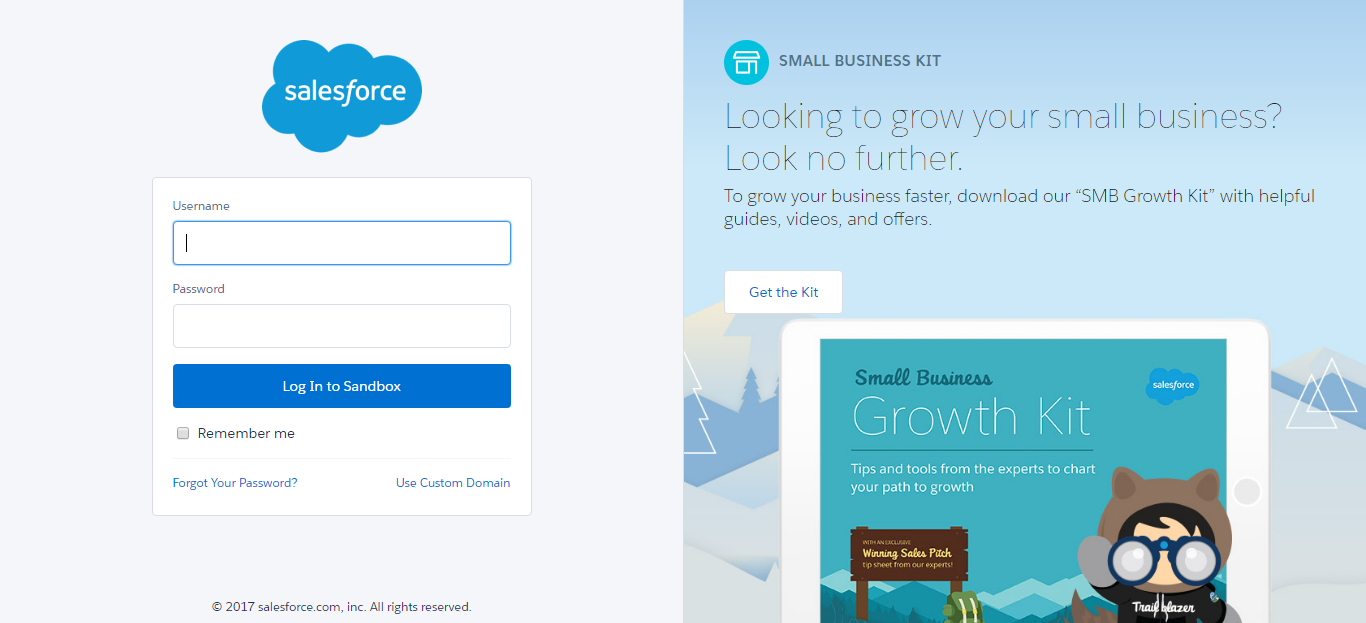 salesforce
Username
Password
Log In to Sandbox
Remember me
Forgot Your Password?
Use Custom Domain
© 2017 salesforce.com, inc. All rights reserved.
SMALL BUSINESS KIT
Looking to grow your small business?
Look no further.
To grow your business faster, download our “SMB Growth Kit” with helpful
guides, videos, and offers.
Get the Kit
Small Business
salesforce
Growth Kit
Tips and tools from the experts to chart
your path to growth
WITH AN EXCLUSIVE
Winning Sales Pitch
tip sheet from our experts!
Trailblazer